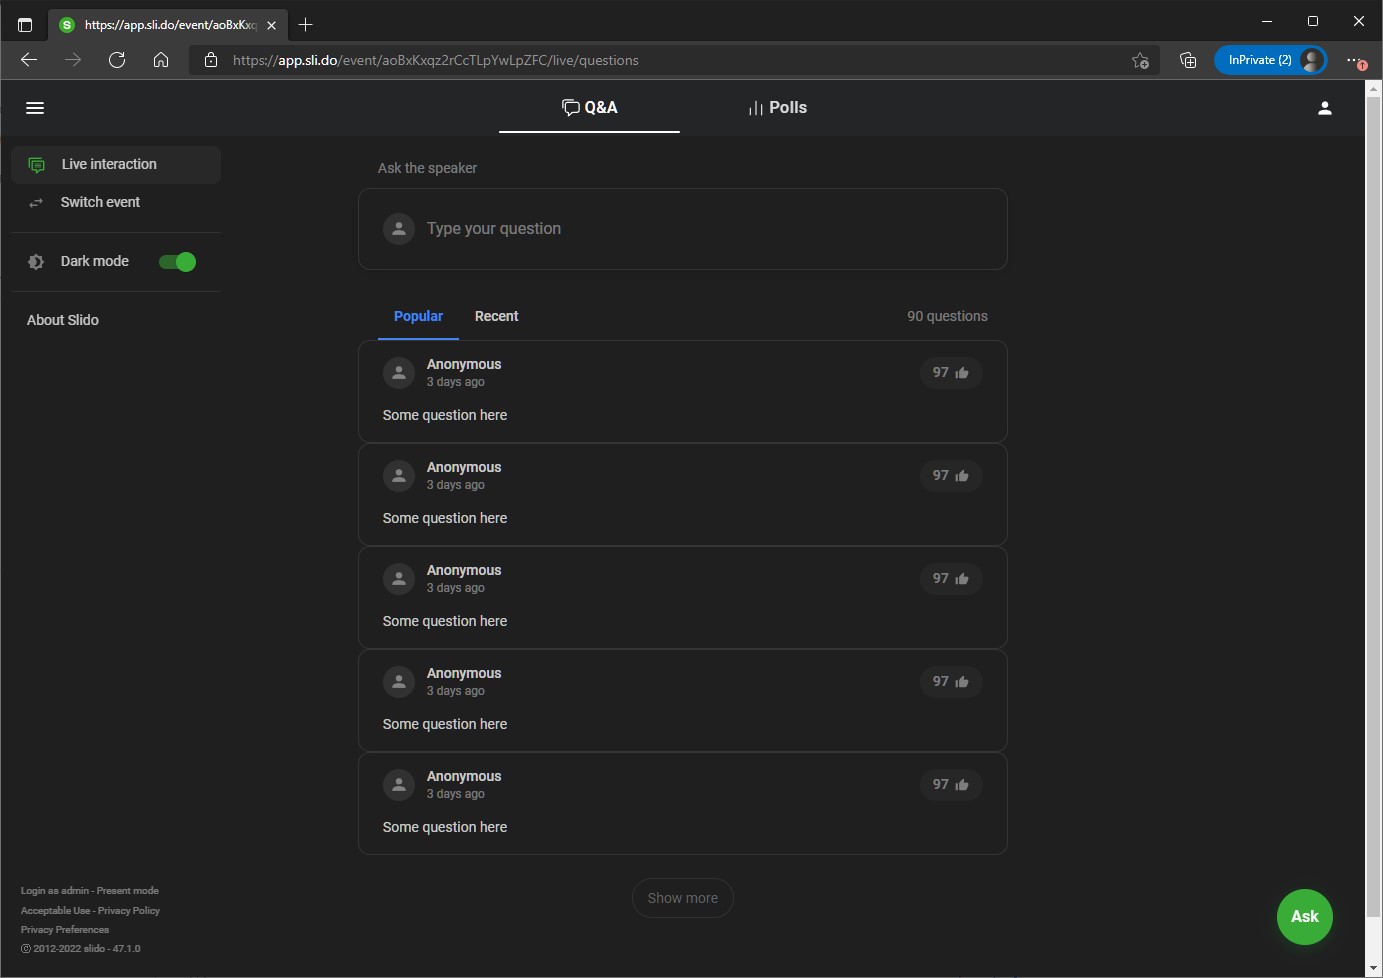 S https://app.sli.do/event/aoBxKxq
https://app.sli.do/event/aoBxKxqz2rCcTLpYwLpZFC/live/questions
InPrivate (2)
Q&A
Polls
Live interaction
Switch event
Dark mode
About Slido
Ask the speaker
Type your question
Popular
Recent
90 questions
Anonymous
3 days ago
97
Some question here
Anonymous
3 days ago
97
Some question here
Anonymous
3 days ago
97
Some question here
Anonymous
3 days ago
97
Some question here
Anonymous
3 days ago
97
Some question here
Show more
Ask
Login as admin - Present mode
Acceptable Use - Privacy Policy
Privacy Preferences
© 2012-2022 slido - 47.1.0